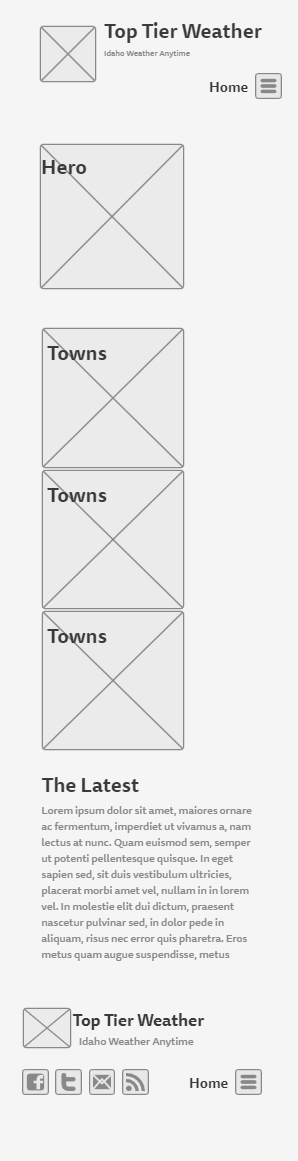 Top Tier Weather
Idaho Weather Anytime
Home
Hero
Towns
Towns
Towns
The Latest
Lorem ipsum dolor sit amet, maiores ornare
ac fermentum, imperdiet ut vivamus a, nam
lectus at nunc. Quam euismod sem, semper
ut potenti pellentesque quisque. In eget
sapien sed, sit duis vestibulum ultricies,
placerat morbi amet vel, nullam in in lorem
vel. In molestie elit dui dictum, praesent
nascetur pulvinar sed, in dolor pede in
aliquam, risus nec error quis pharetra. Eros
metus quam augue suspendisse, metus
Top Tier Weather
Idaho Weather Anytime
Home